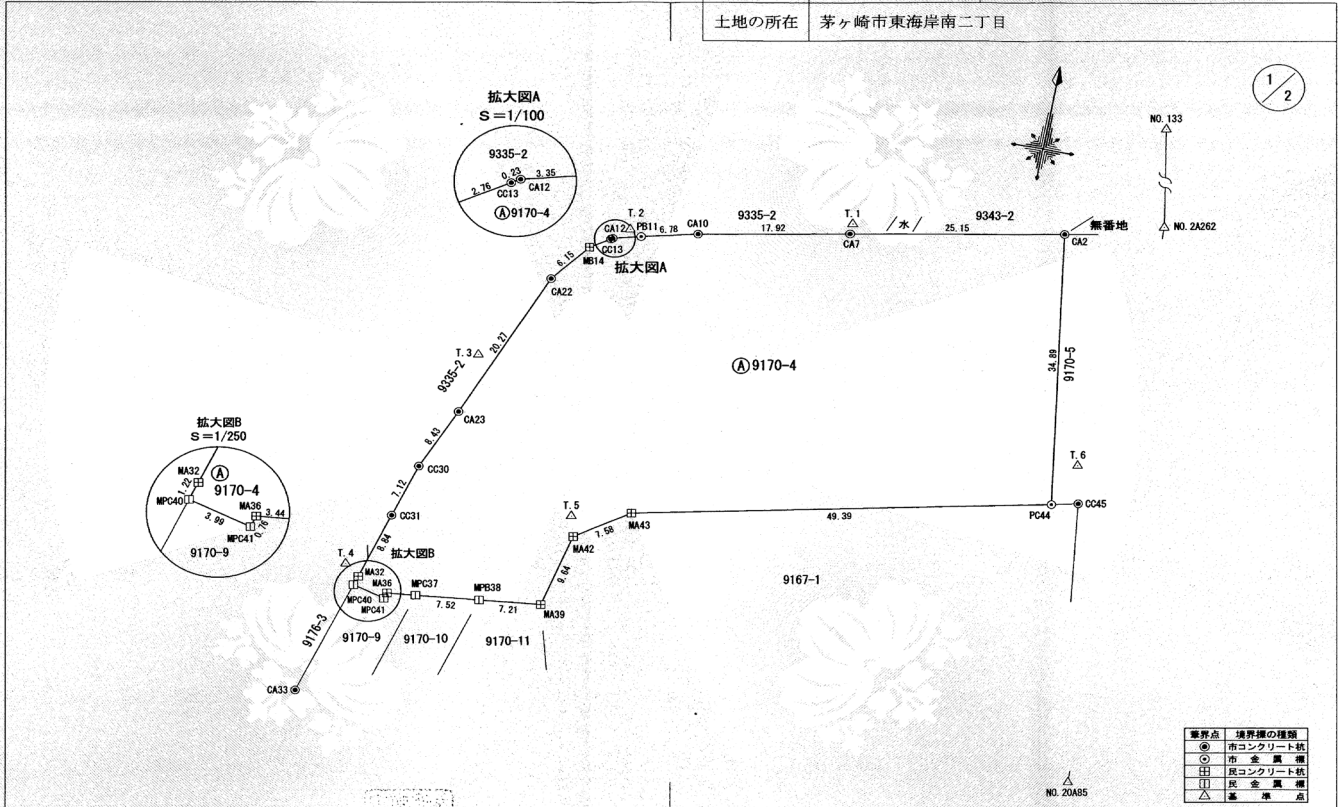 土地の所在 茅ヶ崎市東海岸南二丁目
1/2
拡大図A
S=1/100
9335-2
2.76 0.23 3.35
CC13 CA12
Ⓐ9170-4
NO.133
NO.2A262
T.2
CA12 PB11 6.78 CA10 9335-2 17.92 T.1 CA7 /水/ 25.15 9343-2 無番地 CA2
CC13
MB14
拡大図A
6.15
CA22
T.3
20.27
9335-2
Ⓐ9170-4
34.89
9170-5
CA23
8.43
CC30
7.12
CC31
8.84
拡大図B
S=1/250
MA32 Ⓐ
1.22
9170-4
MPC40
MA36 3.44
3.99
0.76
MPC41
9170-9
T.6
PC44 CC45
T.5
MA43
49.39
7.58
MA42
9.64
9167-1
T.4
拡大図B
MA32
MA36 MPC37 MPB38
MPC40
MPC41 7.52 7.21 MA39
9176-3
9170-9 9170-10 9170-11
CA33
NO.20A85
筆界点 境界標の種類
◉ 市コンクリート杭
⊙ 市金属標
⊞ 民コンクリート杭
民金属標
△ 基準点